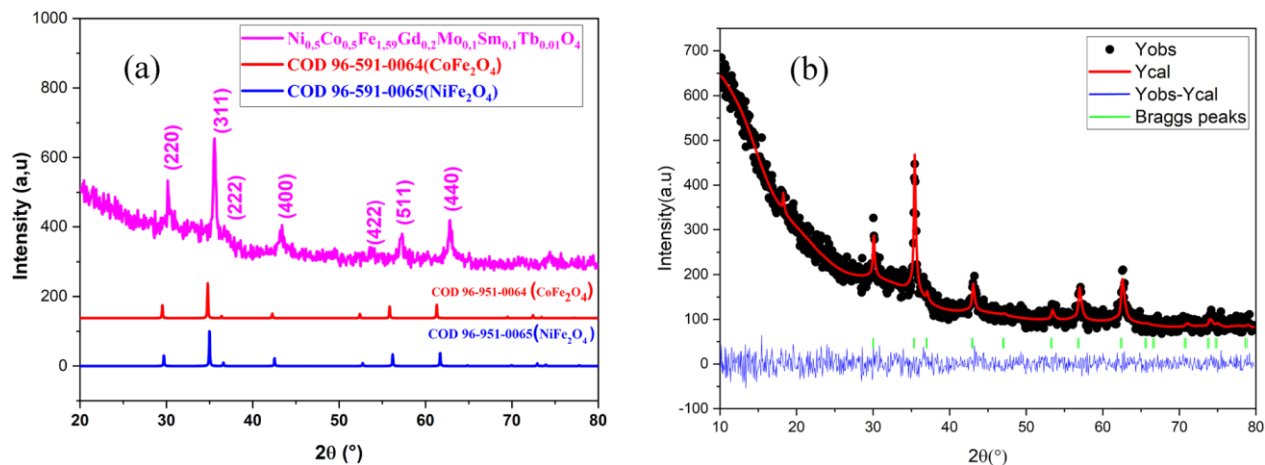 (a)
Ni0,5Co0,5Fe1,59Gd0,2Mo0,1Sm0,1Tb0.01O4
COD 96-591-0064(CoFe2O4)
COD 96-591-0065(NiFe2O4)
(220)
(311)
(222)
(400)
(422)
(511)
(440)
COD 96-951-0064 (CoFe2O4)
COD 96-951-0065(NiFe2O4)
Intensity (a,u)
1000
800
600
400
200
0
20 30 40 50 60 70 80
2θ (°)
(b)
Yobs
Ycal
Yobs-Ycal
Braggs peaks
Intensity(a.u)
700
600
500
400
300
200
100
0
-100
10 20 30 40 50 60 70 80
2θ(°)